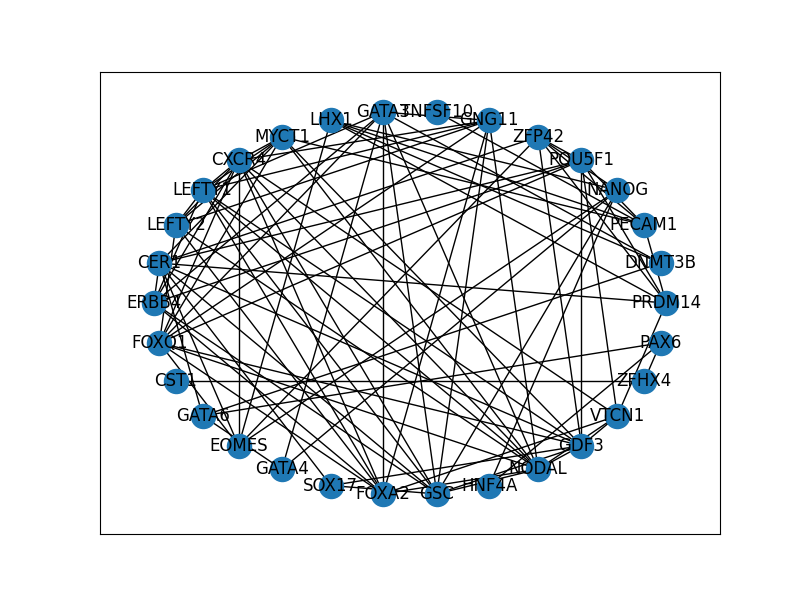 GATA3
TNFSF10
LHX1
GNG11
MYCT1
ZFP42
CXCR4
POU5F1
LEFTY1
NANOG
LEFTY2
PECAM1
CER1
DNMT3B
ERBB4
PRDM14
FOXO1
PAX6
CST1
ZFHX4
GATA6
VTCN1
EOMES
GDF3
GATA4
NODAL
SOX17
HNF4A
FOXA2
GSC